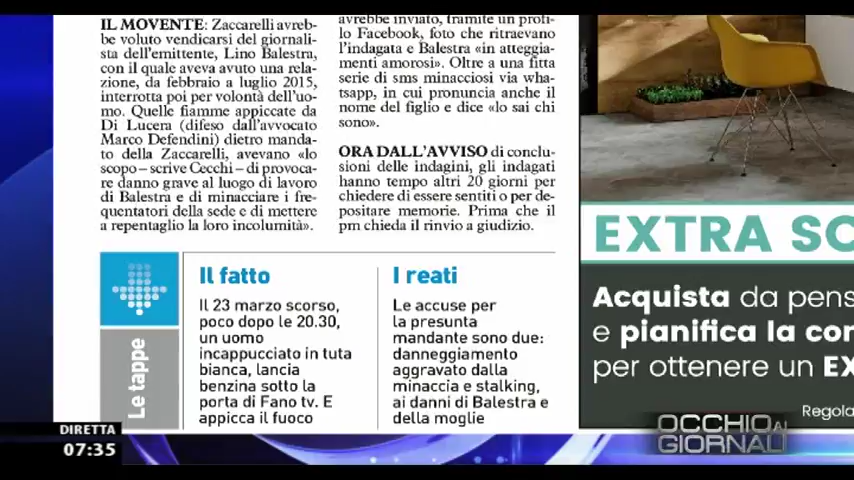 IL MOVENTE: Zaccarelli avreb-
be voluto vendicarsi del giornali-
sta dell'emittente, Lino Balestra,
con il quale aveva avuto una rela-
zione, da febbraio a luglio 2015,
interrotta poi per volontà dell'uo-
mo. Quelle fiamme appiccate da
Di Lucera (difeso dall'avvocato
Marco Defendini) dietro manda-
to della Zaccarelli, avevano «lo
scopo – scrive Cecchi – di provoca-
re danno grave al luogo di lavoro
di Balestra e di minacciare i fre-
quentatori della sede e di mettere
a repentaglio la loro incolumità».
avrebbe inviato, tramite un profi-
lo Facebook, foto che ritraevano
l'indagata e Balestra «in atteggia-
menti amorosi». Oltre a una fitta
serie di sms minacciosi via wha-
tsapp, in cui pronuncia anche il
nome del figlio e dice «lo sai chi
sono».
ORA DALL'AVVISO di conclu-
sioni delle indagini, gli indagati
hanno tempo altri 20 giorni per
chiedere di essere sentiti o per de-
positare memorie. Prima che il
pm chieda il rinvio a giudizio.
Le tappe
Il fatto
Il 23 marzo scorso,
poco dopo le 20.30,
un uomo
incappucciato in tuta
bianca, lancia
benzina sotto la
porta di Fano tv. E
appicca il fuoco
I reati
Le accuse per
la presunta
mandante sono due:
danneggiamento
aggravato dalla
minaccia e stalking,
ai danni di Balestra e
della moglie
EXTRA SC
Acquista da pens
e pianifica la con
per ottenere un EX
Regola
DIRETTA
07:35
OCCHIO AI
GIORNALI